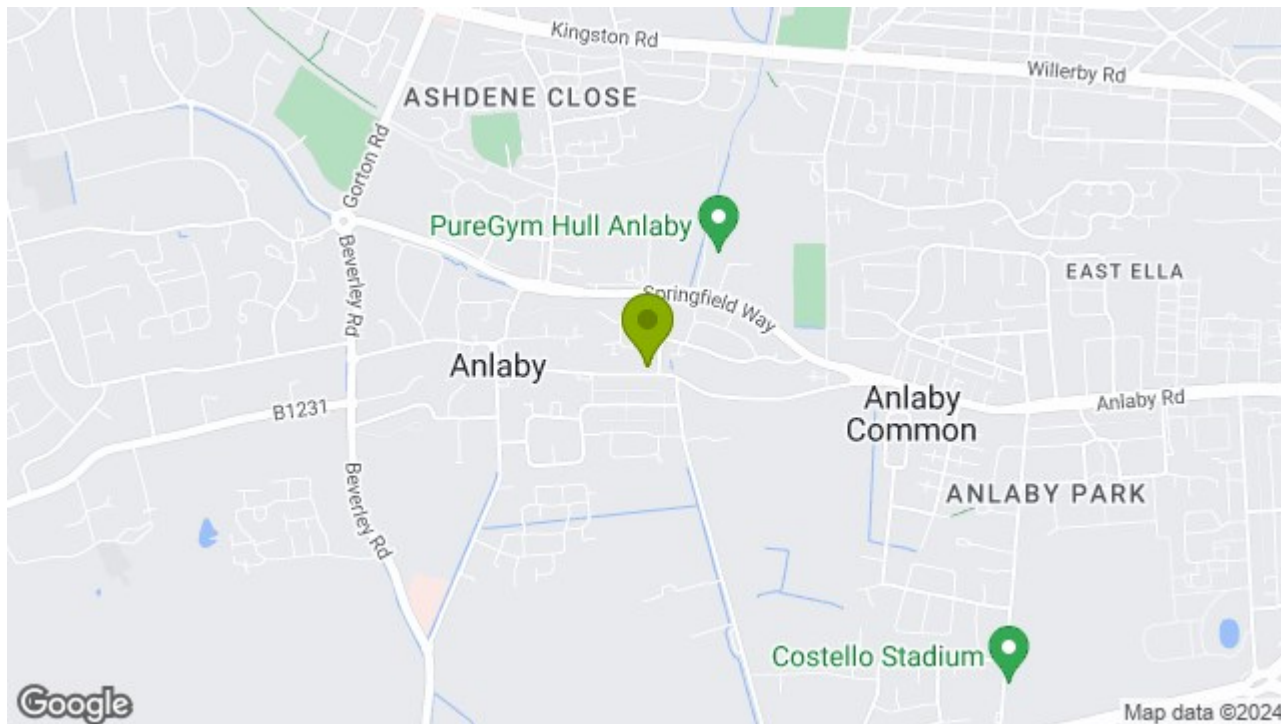 Kingston Rd
Willerby Rd
ASHDENE CLOSE
Gorton Rd
PureGym Hull Anlaby
Beverley Rd
EAST ELLA
Springfield Way
Anlaby
B1231
Anlaby
Common
Anlaby Rd
Beverley Rd
ANLABY PARK
Costello Stadium
Google
Map data ©2024